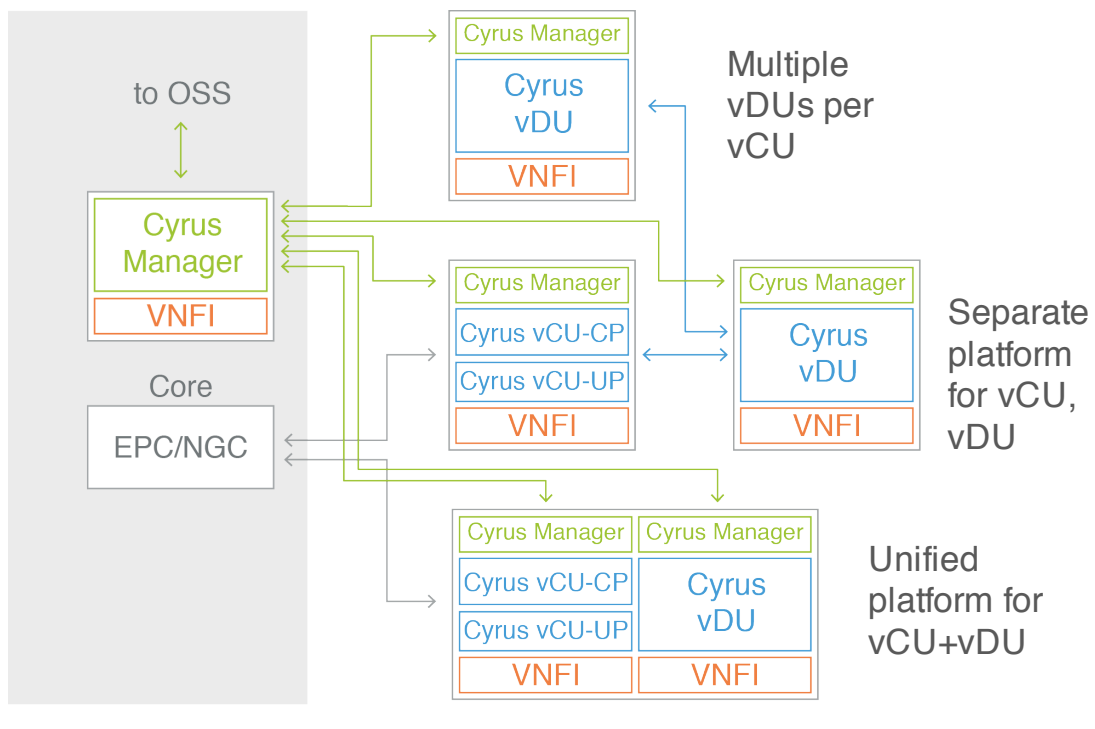 to OSS
Cyrus
Manager
VNFI
Core
EPC/NGC
Cyrus Manager
Cyrus
vDU
VNFI
Multiple
vDUs per
vCU
Cyrus Manager
Cyrus vCU-CP
Cyrus vCU-UP
VNFI
Cyrus Manager
Cyrus
vDU
VNFI
Separate
platform
for vCU,
vDU
Cyrus Manager
Cyrus vCU-CP
Cyrus vCU-UP
VNFI
Cyrus Manager
Cyrus
vDU
VNFI
Unified
platform for
vCU+vDU